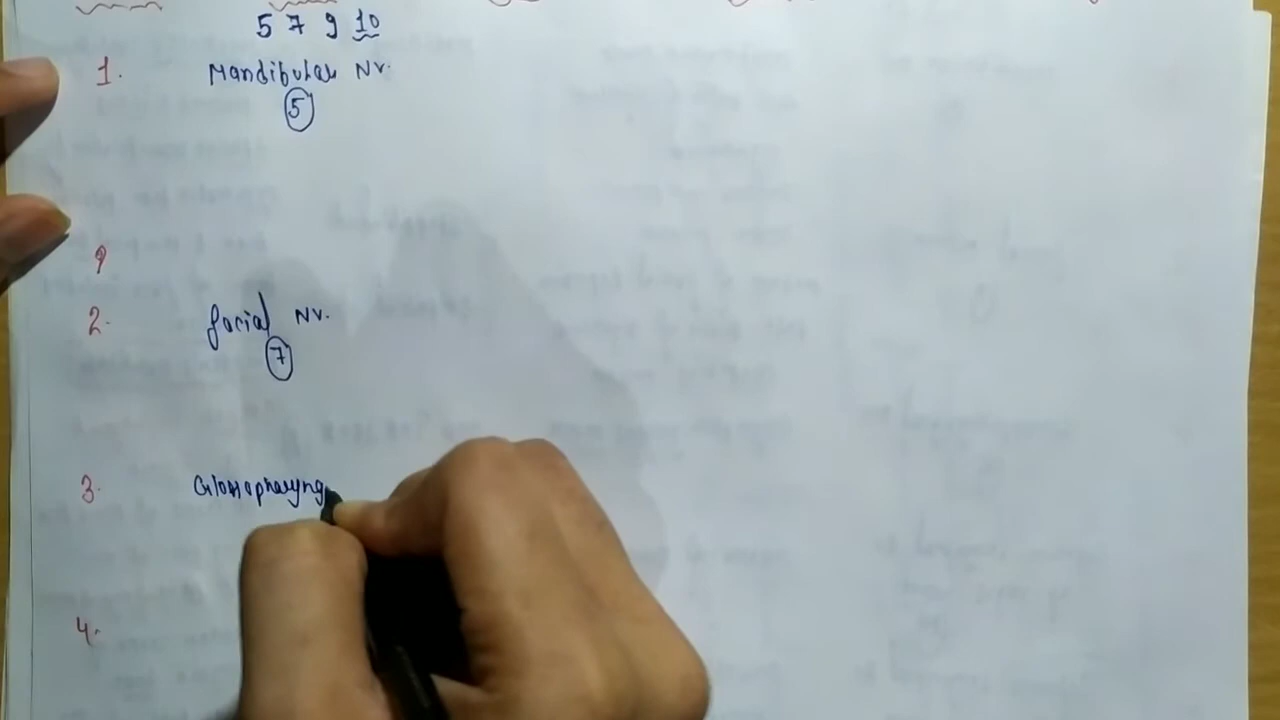 5 7 9 10
1. Mandibular Nv.
5
2. facial Nv.
7
3. Glossopharyng
4.